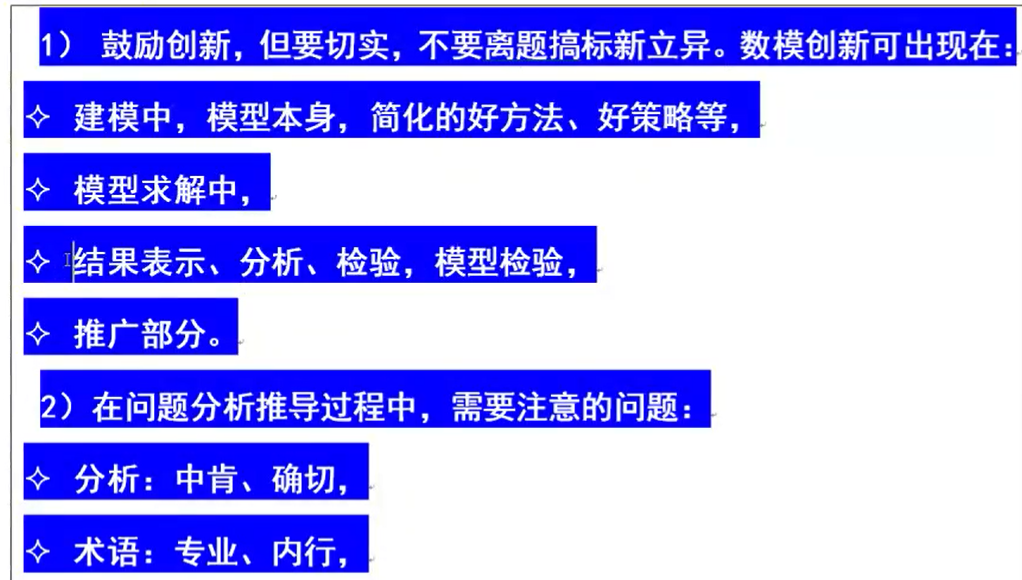 1） 鼓励创新，但要切实，不要离题搞标新立异。数模创新可出现在：
✧ 建模中，模型本身，简化的好方法、好策略等，
✧ 模型求解中，
✧ 结果表示、分析、检验，模型检验，
✧ 推广部分。
2）在问题分析推导过程中，需要注意的问题：
✧ 分析：中肯、确切，
✧ 术语：专业、内行，